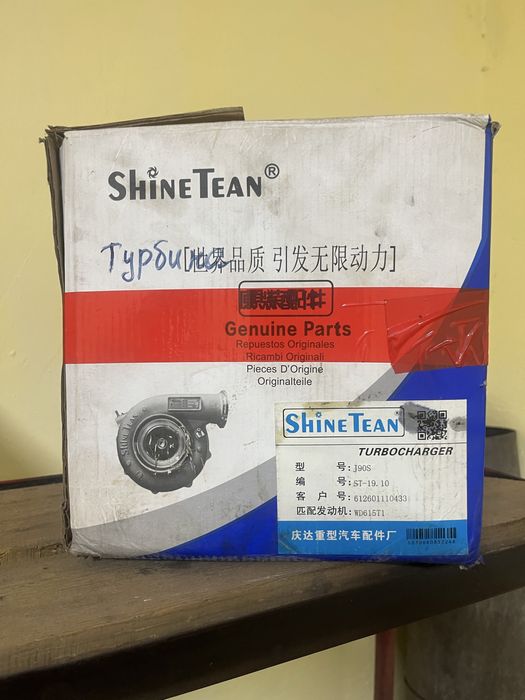 SHINETEAN®
Турбина
[世界品质 引发无限动力]
Genuine Parts
Repuestos Originales
Ricambi Originali
Pieces D'Origine
Originalteile
SHINETEAN
SHINETEAN
TURBOCHARGER
型 号:J90S
编 号:ST-19.10
客 户 号:612601110433
匹配发动机:WD615T1
庆达重型汽车配件厂